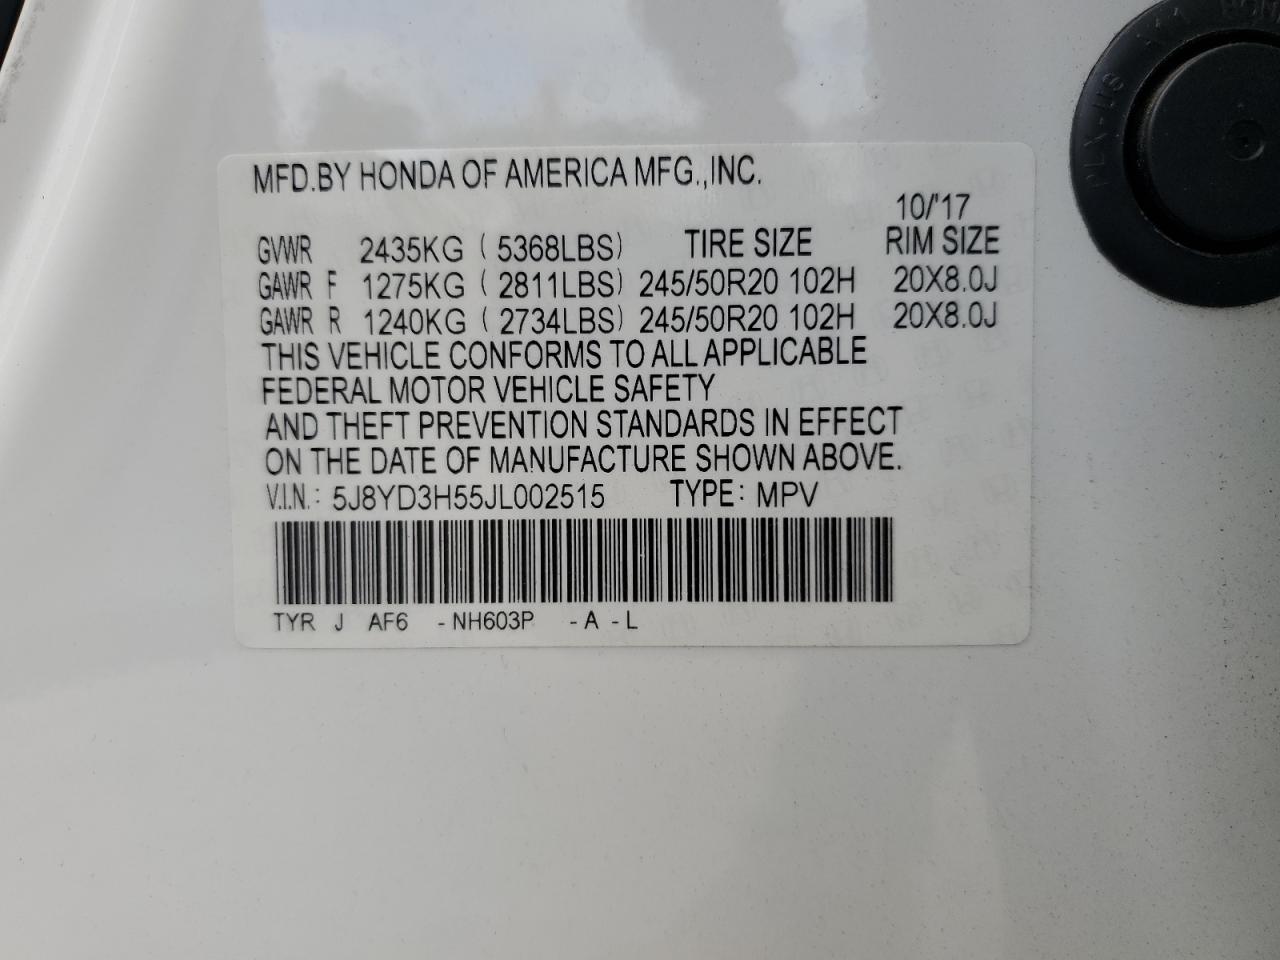 MFD.BY HONDA OF AMERICA MFG.,INC.
10/'17
GVWR 2435KG ( 5368LBS) TIRE SIZE RIM SIZE
GAWR F 1275KG ( 2811LBS) 245/50R20 102H 20X8.0J
GAWR R 1240KG ( 2734LBS) 245/50R20 102H 20X8.0J
THIS VEHICLE CONFORMS TO ALL APPLICABLE
FEDERAL MOTOR VEHICLE SAFETY
AND THEFT PREVENTION STANDARDS IN EFFECT
ON THE DATE OF MANUFACTURE SHOWN ABOVE.
V.I.N.: 5J8YD3H55JL002515 TYPE: MPV
TYR J AF6 -NH603P -A -L